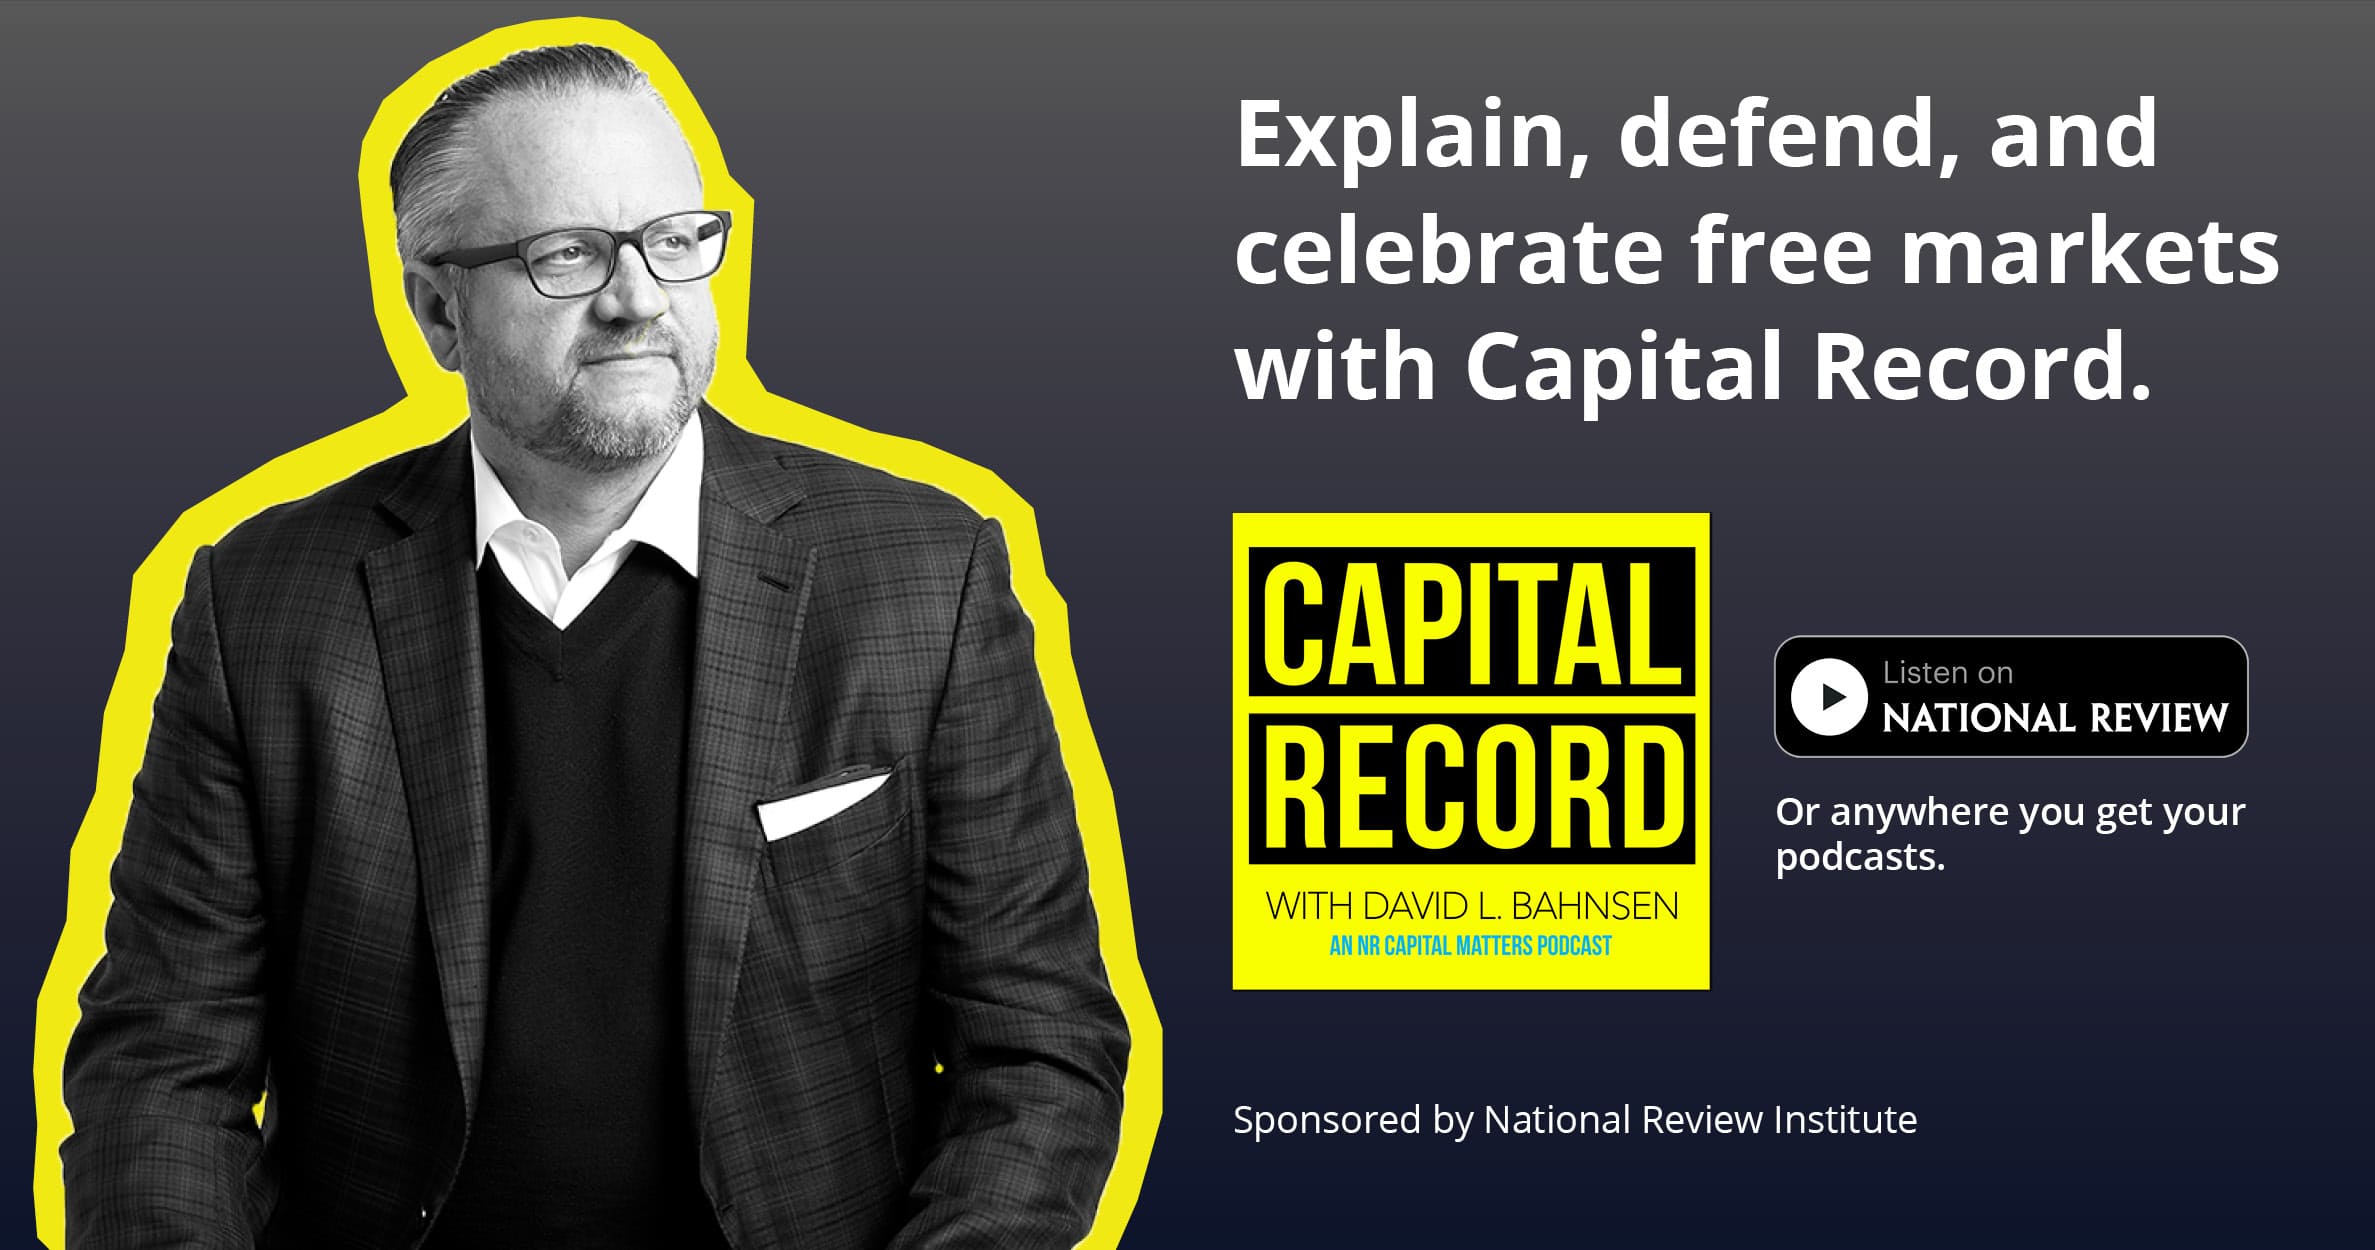 Explain, defend, and
celebrate free markets
with Capital Record.
CAPITAL
RECORD
WITH DAVID L. BAHNSEN
AN NR CAPITAL MATTERS PODCAST
Listen on
NATIONAL REVIEW
Or anywhere you get your
podcasts.
Sponsored by National Review Institute